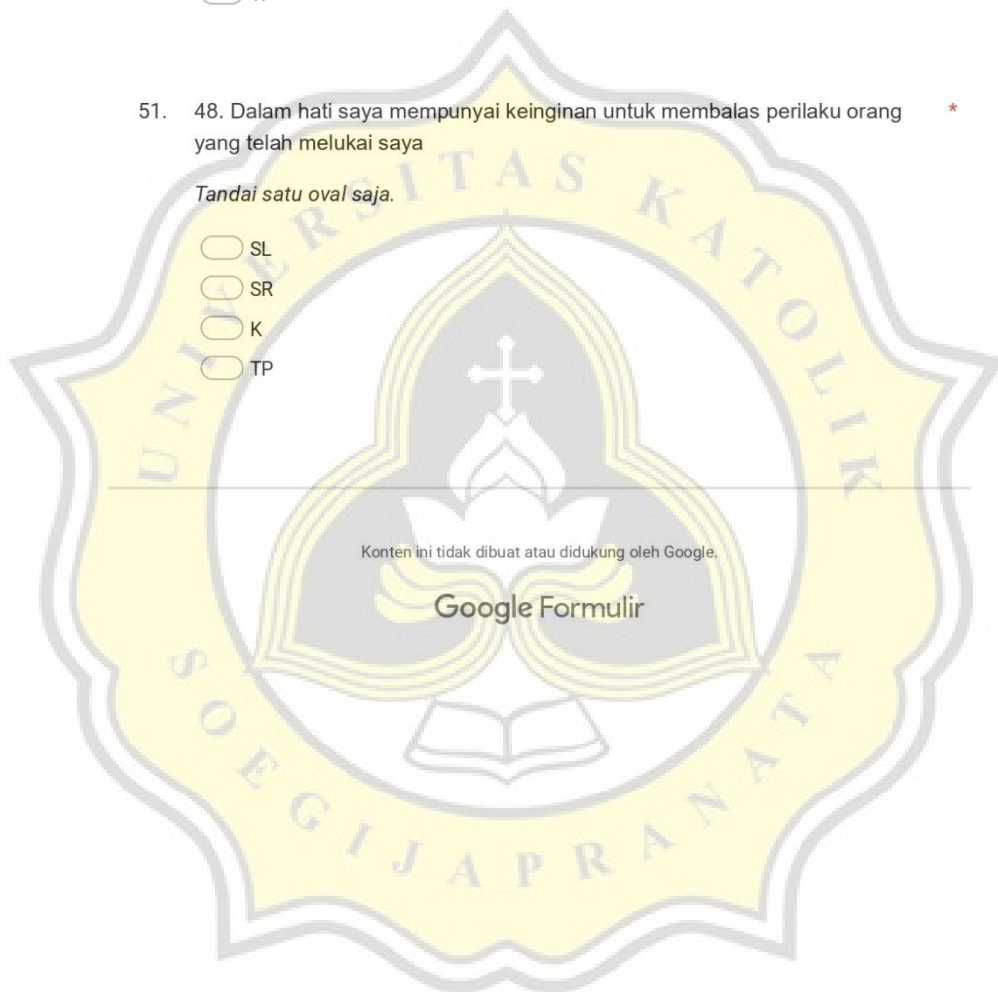 51. 48. Dalam hati saya mempunyai keinginan untuk membalas perilaku orang *
yang telah melukai saya
Tandai satu oval saja.
SL
SR
K
TP
Konten ini tidak dibuat atau didukung oleh Google.
Google Formulir
UNIVERSITAS KATOLIK
SOEGIJAPRANATA